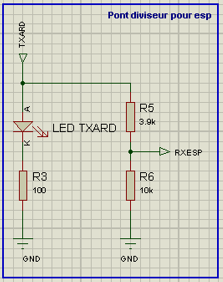 Pont diviseur pour esp
TXARD
A
LED TXARD
K
R5
3.9k
RXESP
R3
100
R6
10k
GND
GND